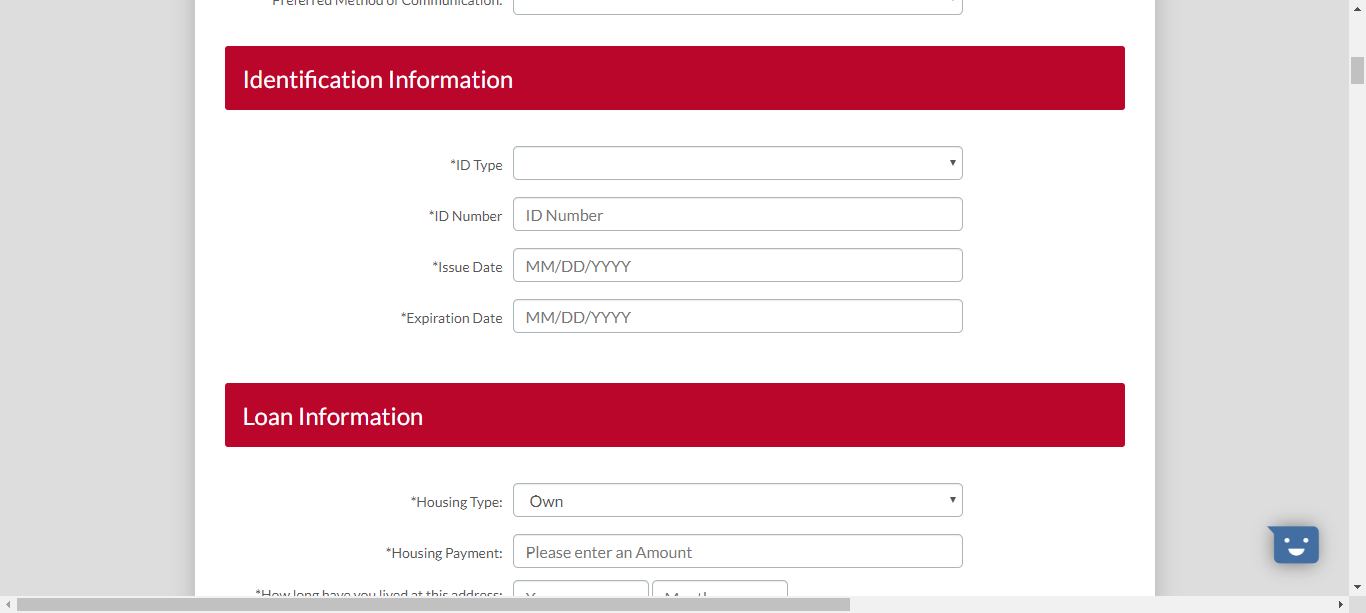 Preferred Method of Communication:
Identification Information
*ID Type
*ID Number ID Number
*Issue Date MM/DD/YYYY
*Expiration Date MM/DD/YYYY
Loan Information
*Housing Type: Own
*Housing Payment: Please enter an Amount
*How long have you lived at this address: